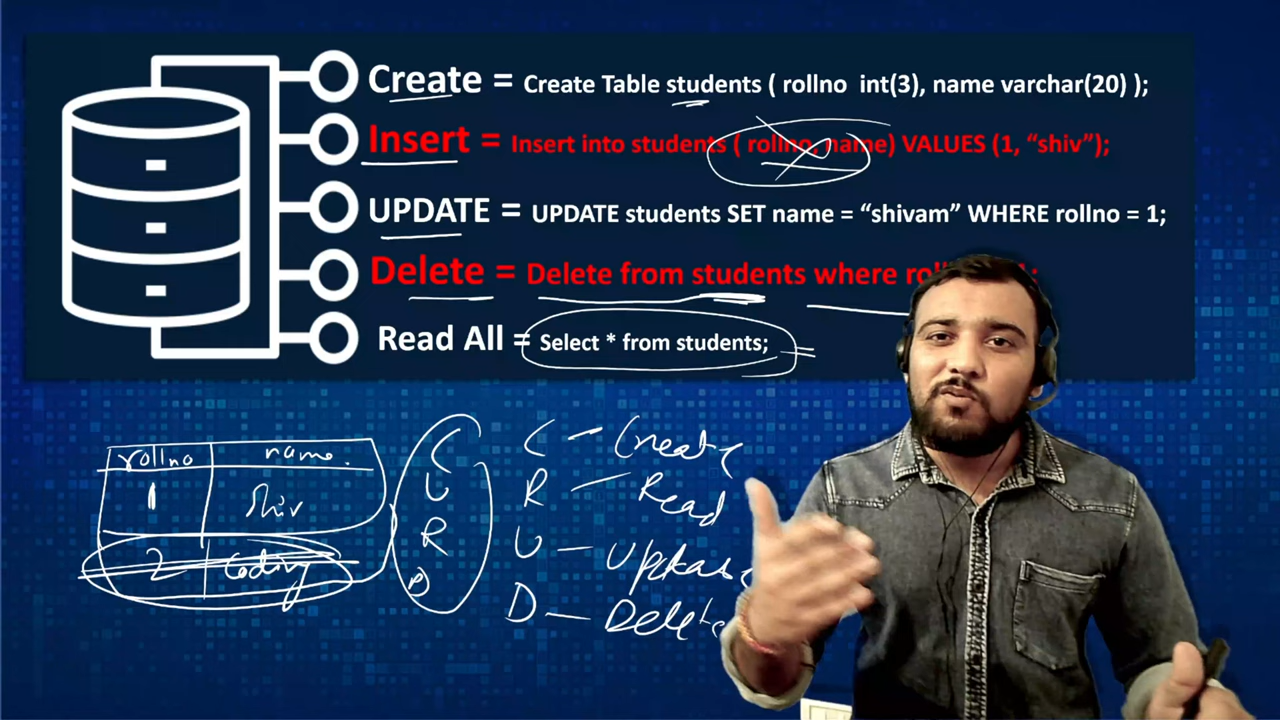 Create = Create Table students ( rollno int(3), name varchar(20) );
Insert = Insert into students ( rollno, name) VALUES (1, “shiv”);
UPDATE = UPDATE students SET name = “shivam” WHERE rollno = 1;
Delete = Delete from students where
Read All = Select * from students;
rollno name.
1 Shiv
2 Coding
C
U
R
D
C - Create
R - Read
U - Update
D - Delete